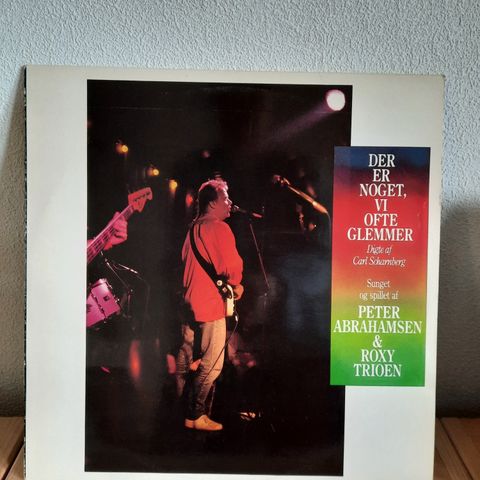 DER
ER
NOGET,
VI
OFTE
GLEMMER
Digte af
Carl Scharnberg
Sunget
og spillet af
PETER
ABRAHAMSEN
&
ROXY
TRIOEN